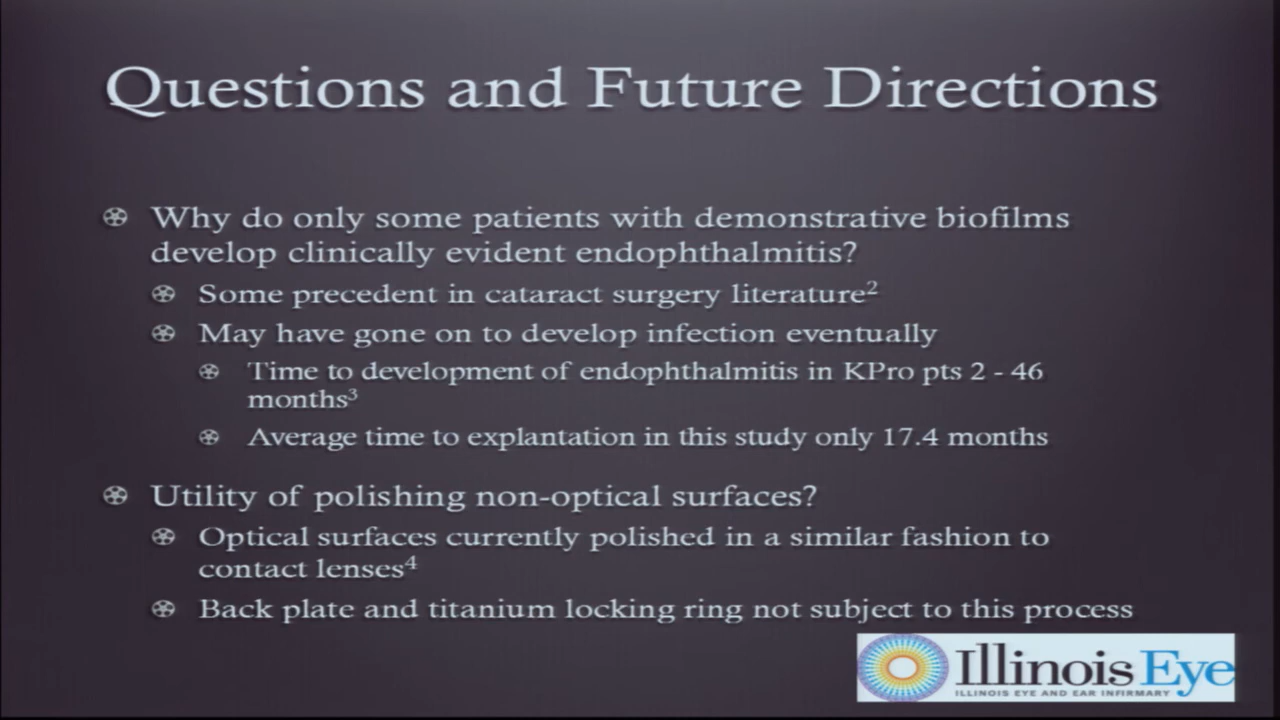 Questions and Future Directions
Why do only some patients with demonstrative biofilms
develop clinically evident endophthalmitis?
Some precedent in cataract surgery literature²
May have gone on to develop infection eventually
Time to development of endophthalmitis in KPro pts 2 - 46
months³
Average time to explantation in this study only 17.4 months
Utility of polishing non-optical surfaces?
Optical surfaces currently polished in a similar fashion to
contact lenses⁴
Back plate and titanium locking ring not subject to this process
Illinois Eye
ILLINOIS EYE AND EAR INFIRMARY